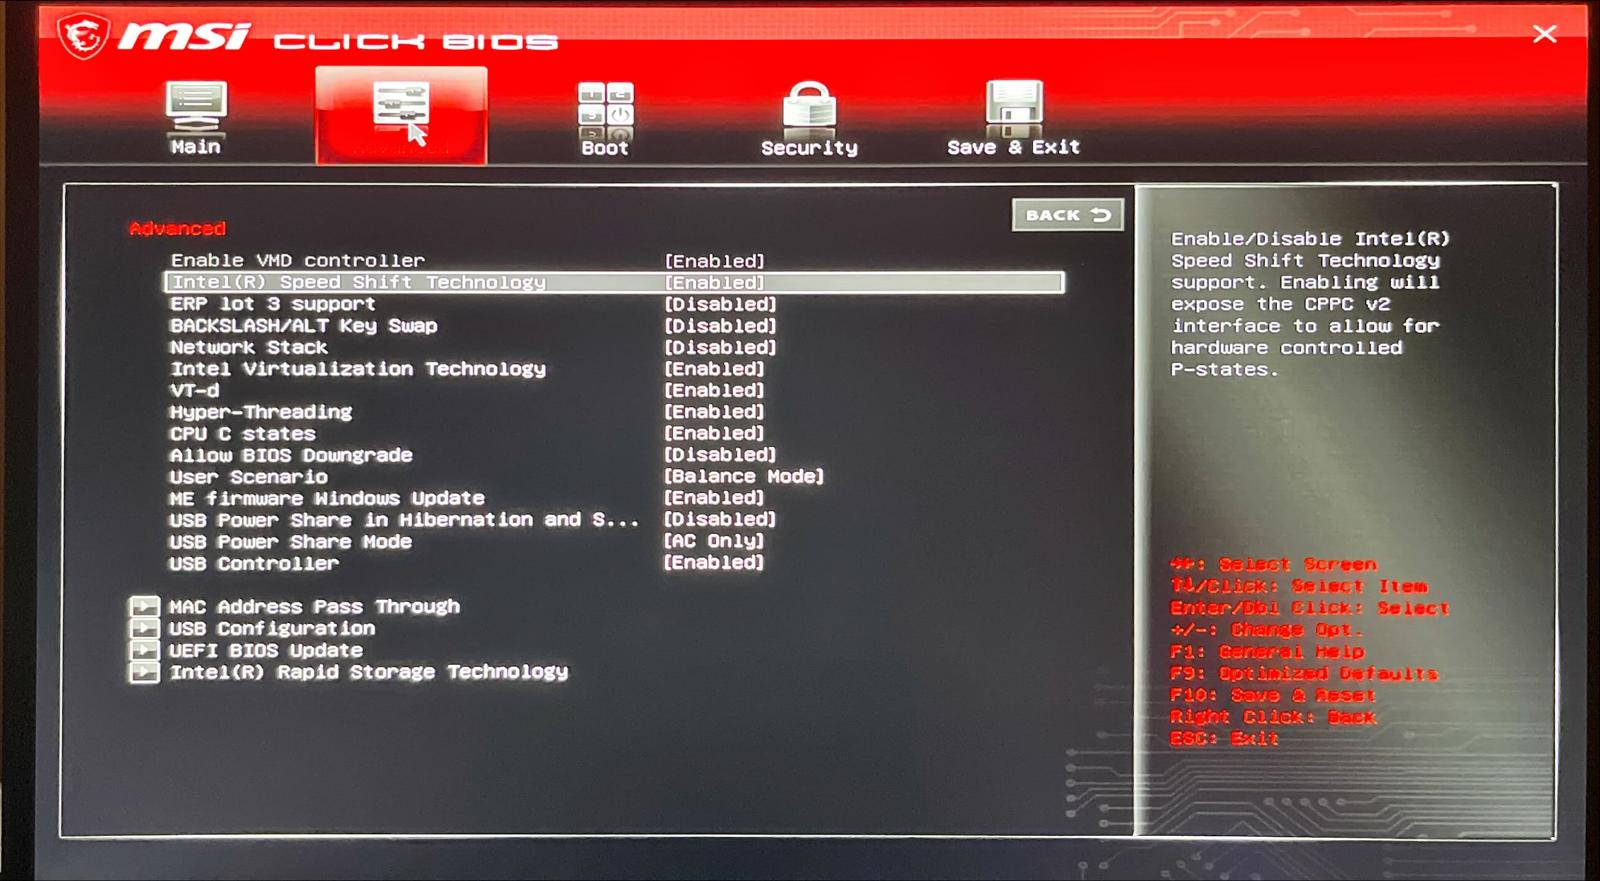 msi CLICK BIOS
Main
Advanced
Boot
Security
Save & Exit
BACK
Advanced
Enable VMD controller [Enabled]
Intel(R) Speed Shift Technology [Enabled]
ERP lot 3 support [Disabled]
BACKSLASH/ALT Key Swap [Disabled]
Network Stack [Disabled]
Intel Virtualization Technology [Enabled]
VT-d [Enabled]
Hyper-Threading [Enabled]
CPU C states [Enabled]
Allow BIOS Downgrade [Disabled]
User Scenario [Balance Mode]
ME firmware Windows Update [Enabled]
USB Power Share in Hibernation and S... [Disabled]
USB Power Share Mode [AC Only]
USB Controller [Enabled]
MAC Address Pass Through
USB Configuration
UEFI BIOS Update
Intel(R) Rapid Storage Technology
Enable/Disable Intel(R)
Speed Shift Technology
support. Enabling will
expose the CPPC v2
interface to allow for
hardware controlled
P-states.
→←: Select Screen
↑↓/Click: Select Item
Enter/Dbl Click: Select
+/-: Change Opt.
F1: General Help
F9: Optimized Defaults
F10: Save & Reset
Right Click: Back
ESC: Exit